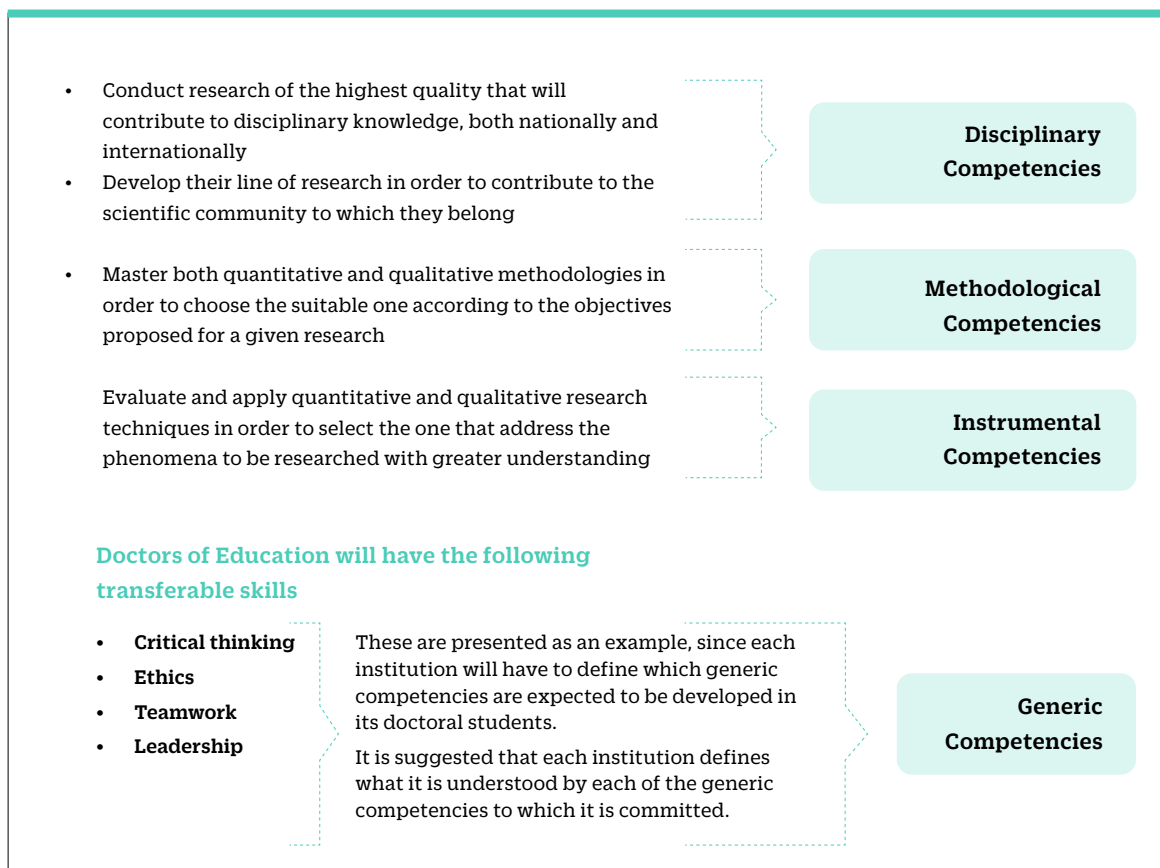 • Conduct research of the highest quality that will
contribute to disciplinary knowledge, both nationally and
internationally
• Develop their line of research in order to contribute to the
scientific community to which they belong
Disciplinary
Competencies
• Master both quantitative and qualitative methodologies in
order to choose the suitable one according to the objectives
proposed for a given research
Methodological
Competencies
Evaluate and apply quantitative and qualitative research
techniques in order to select the one that address the
phenomena to be researched with greater understanding
Instrumental
Competencies
Doctors of Education will have the following
transferable skills
• Critical thinking
• Ethics
• Teamwork
• Leadership
These are presented as an example, since each
institution will have to define which generic
competencies are expected to be developed in
its doctoral students.
It is suggested that each institution defines
what it is understood by each of the generic
competencies to which it is committed.
Generic
Competencies